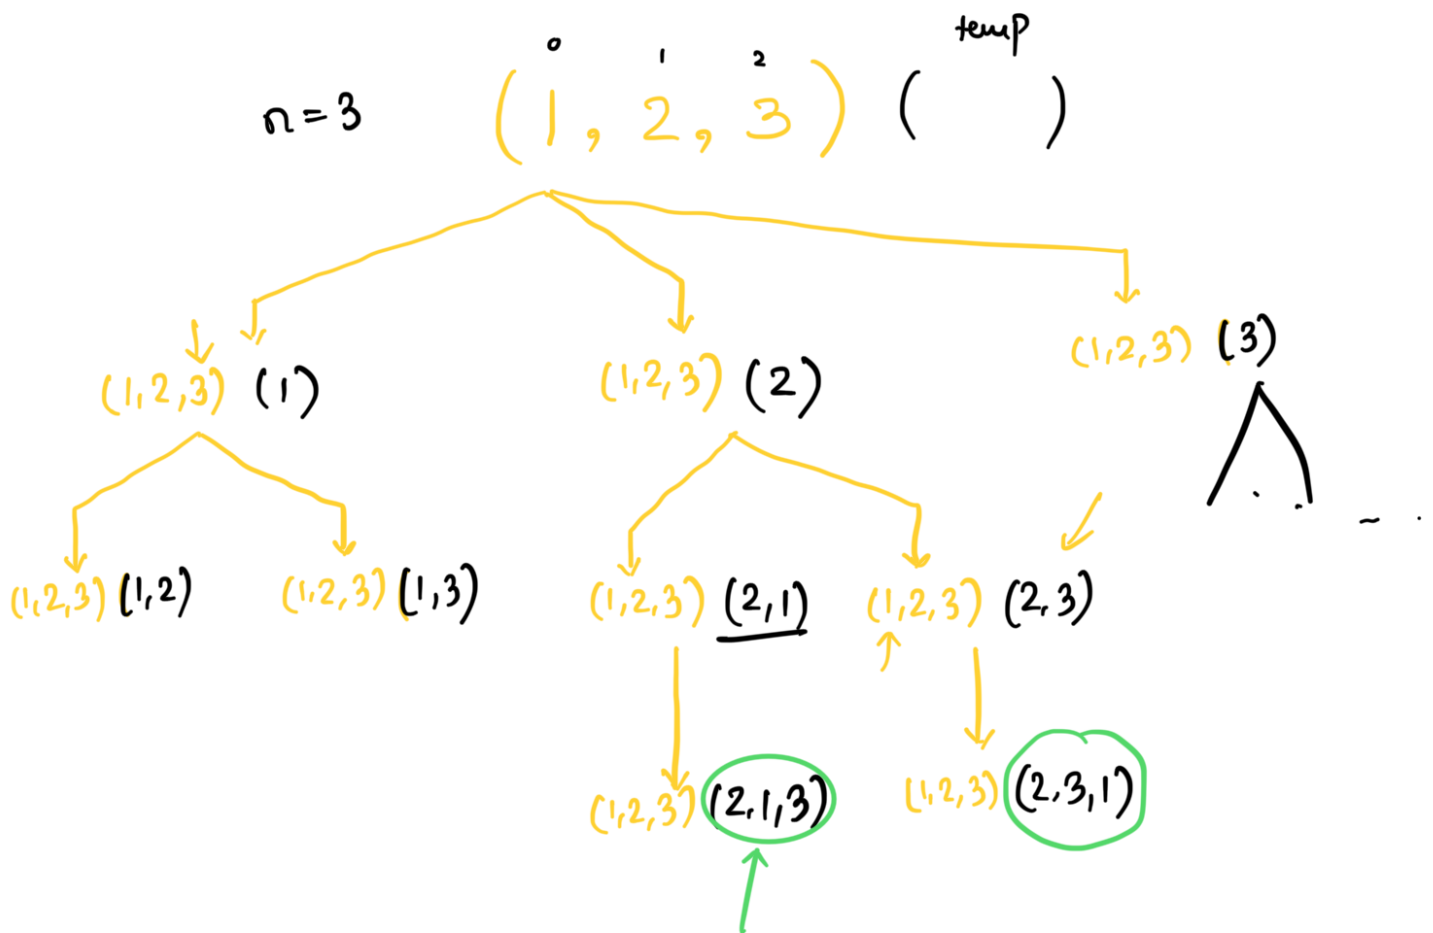 temp
0 1 2
n = 3 (1, 2, 3) ( )
(1,2,3) (3)
(1,2,3) (1) (1,2,3) (2)
(1,2,3) (1,2) (1,2,3) (1,3) (1,2,3) (2,1) (1,2,3) (2,3)
(1,2,3) (2,1,3) (1,2,3) (2,3,1)